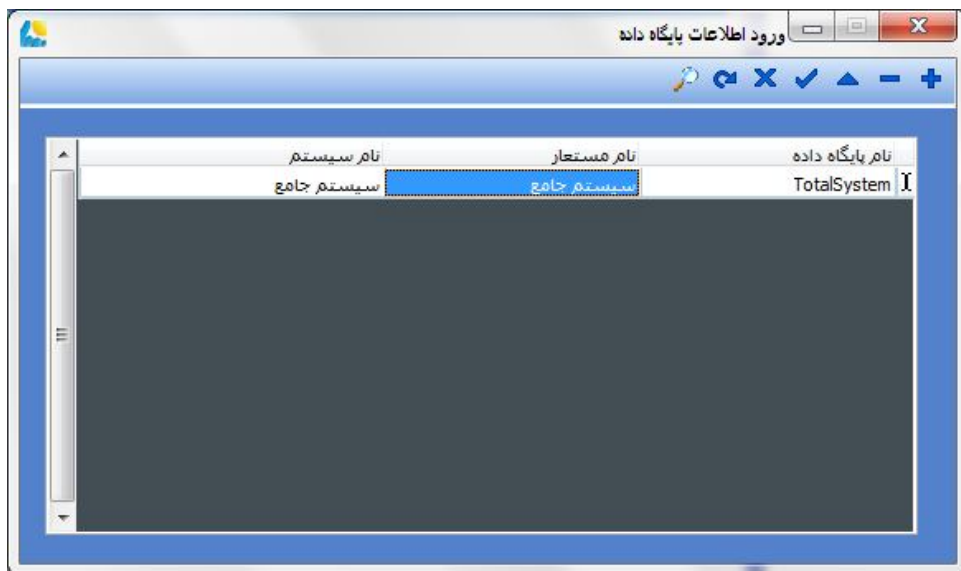 ورود اطلاعات پایگاه داده
نام پایگاه داده نام مستعار نام سیستم
TotalSystem سیستم جامع سیستم جامع